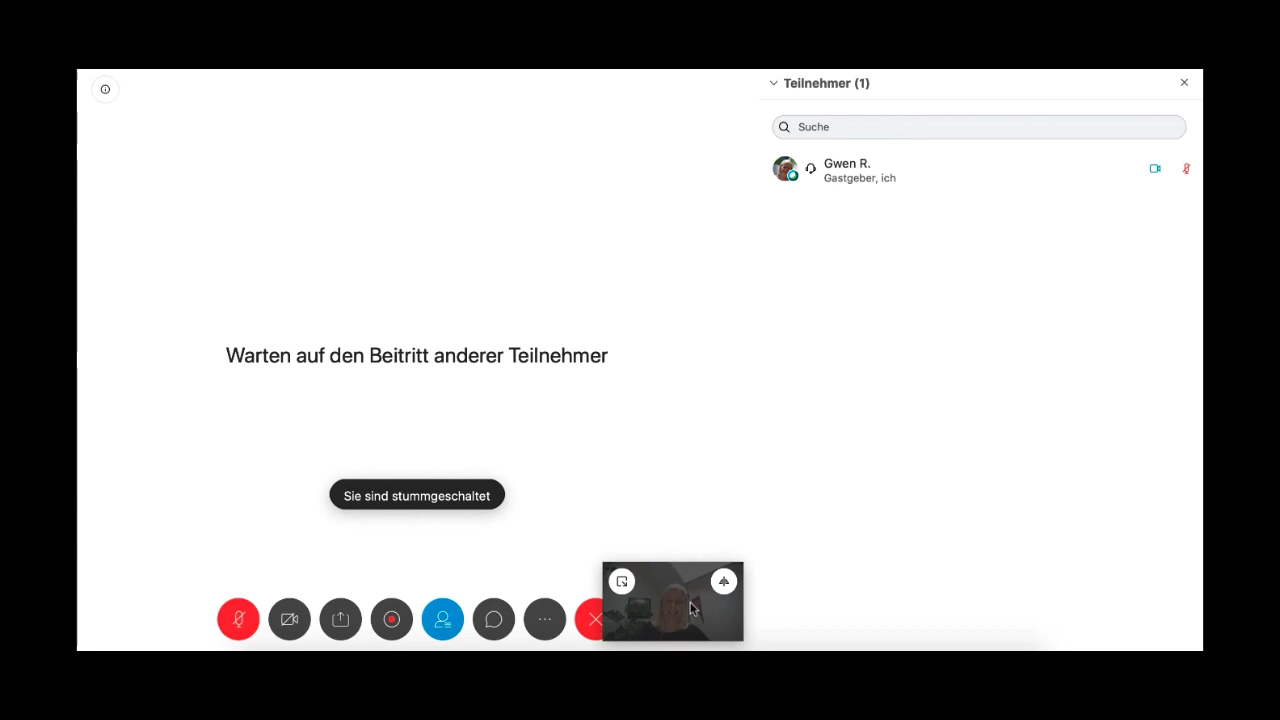 Teilnehmer (1)
Suche
Gwen R.
Gastgeber, ich
Warten auf den Beitritt anderer Teilnehmer
Sie sind stummgeschaltet